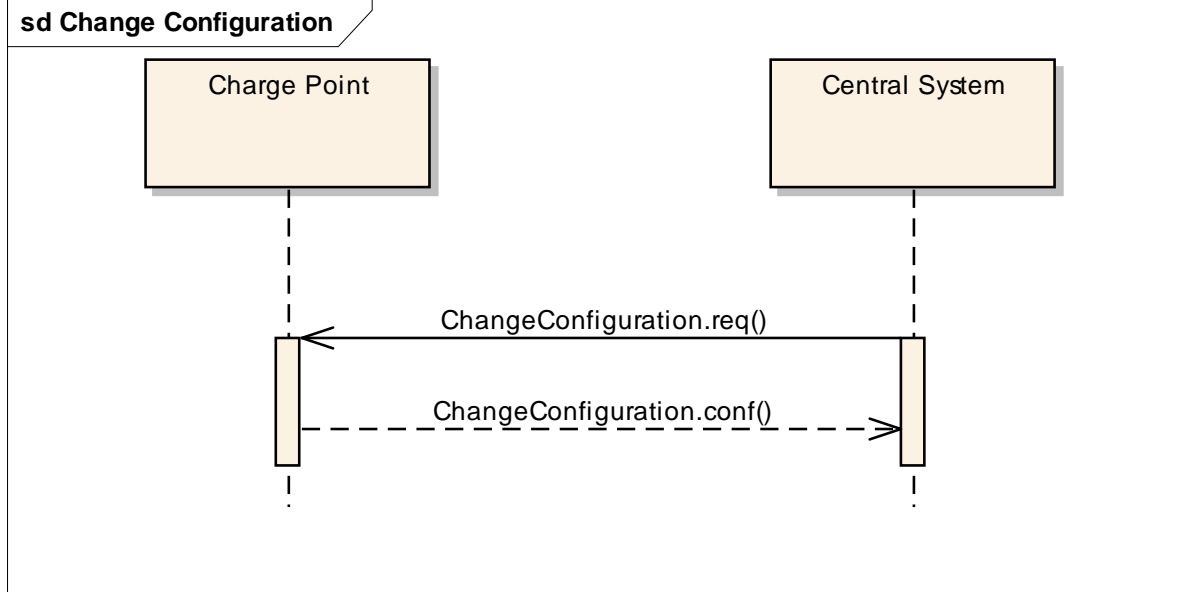 sd Change Configuration
Charge Point
Central System
ChangeConfiguration.req()
ChangeConfiguration.conf()